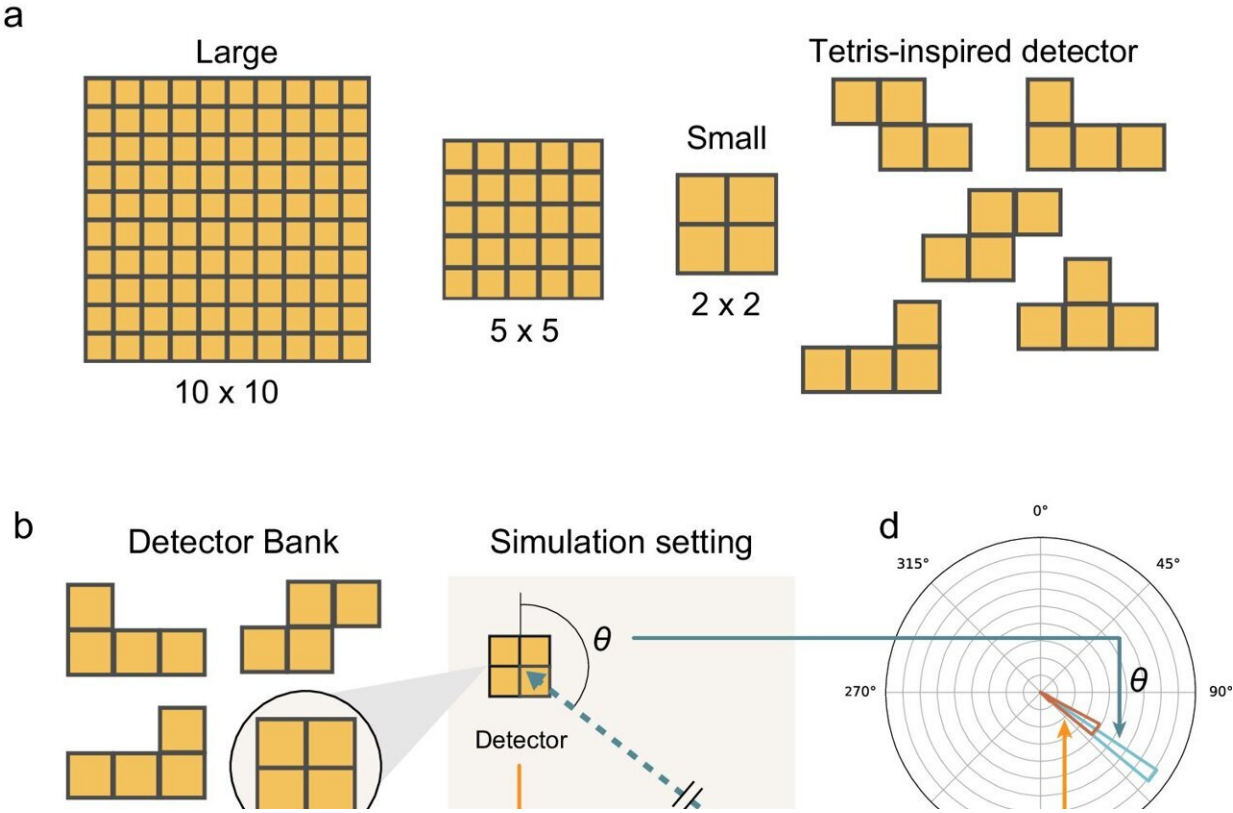 a
Large
Tetris-inspired detector
Small
10 x 10
5 x 5
2 x 2
b
Detector Bank
Simulation setting
θ
Detector
d
0°
315°
45°
270°
90°
θ